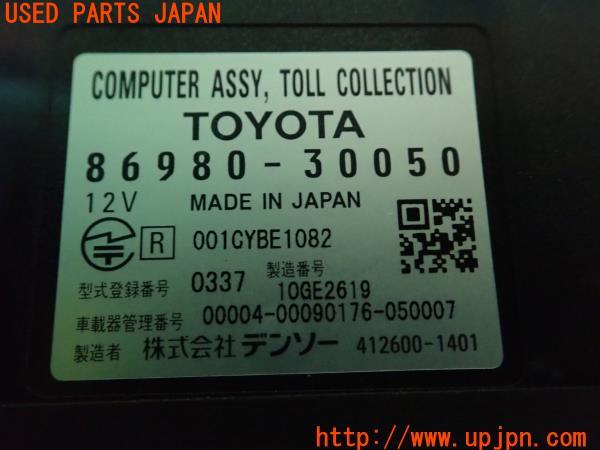 USED PARTS JAPAN
COMPUTER ASSY, TOLL COLLECTION
TOYOTA
86980-30050
12V MADE IN JAPAN
R 001CYBE1082
型式登録番号 0337 製造番号 10GE2619
車載器管理番号 00004-00090176-050007
製造者 株式会社デンソー 412600-1401
UPJ http://www.upjpn.com